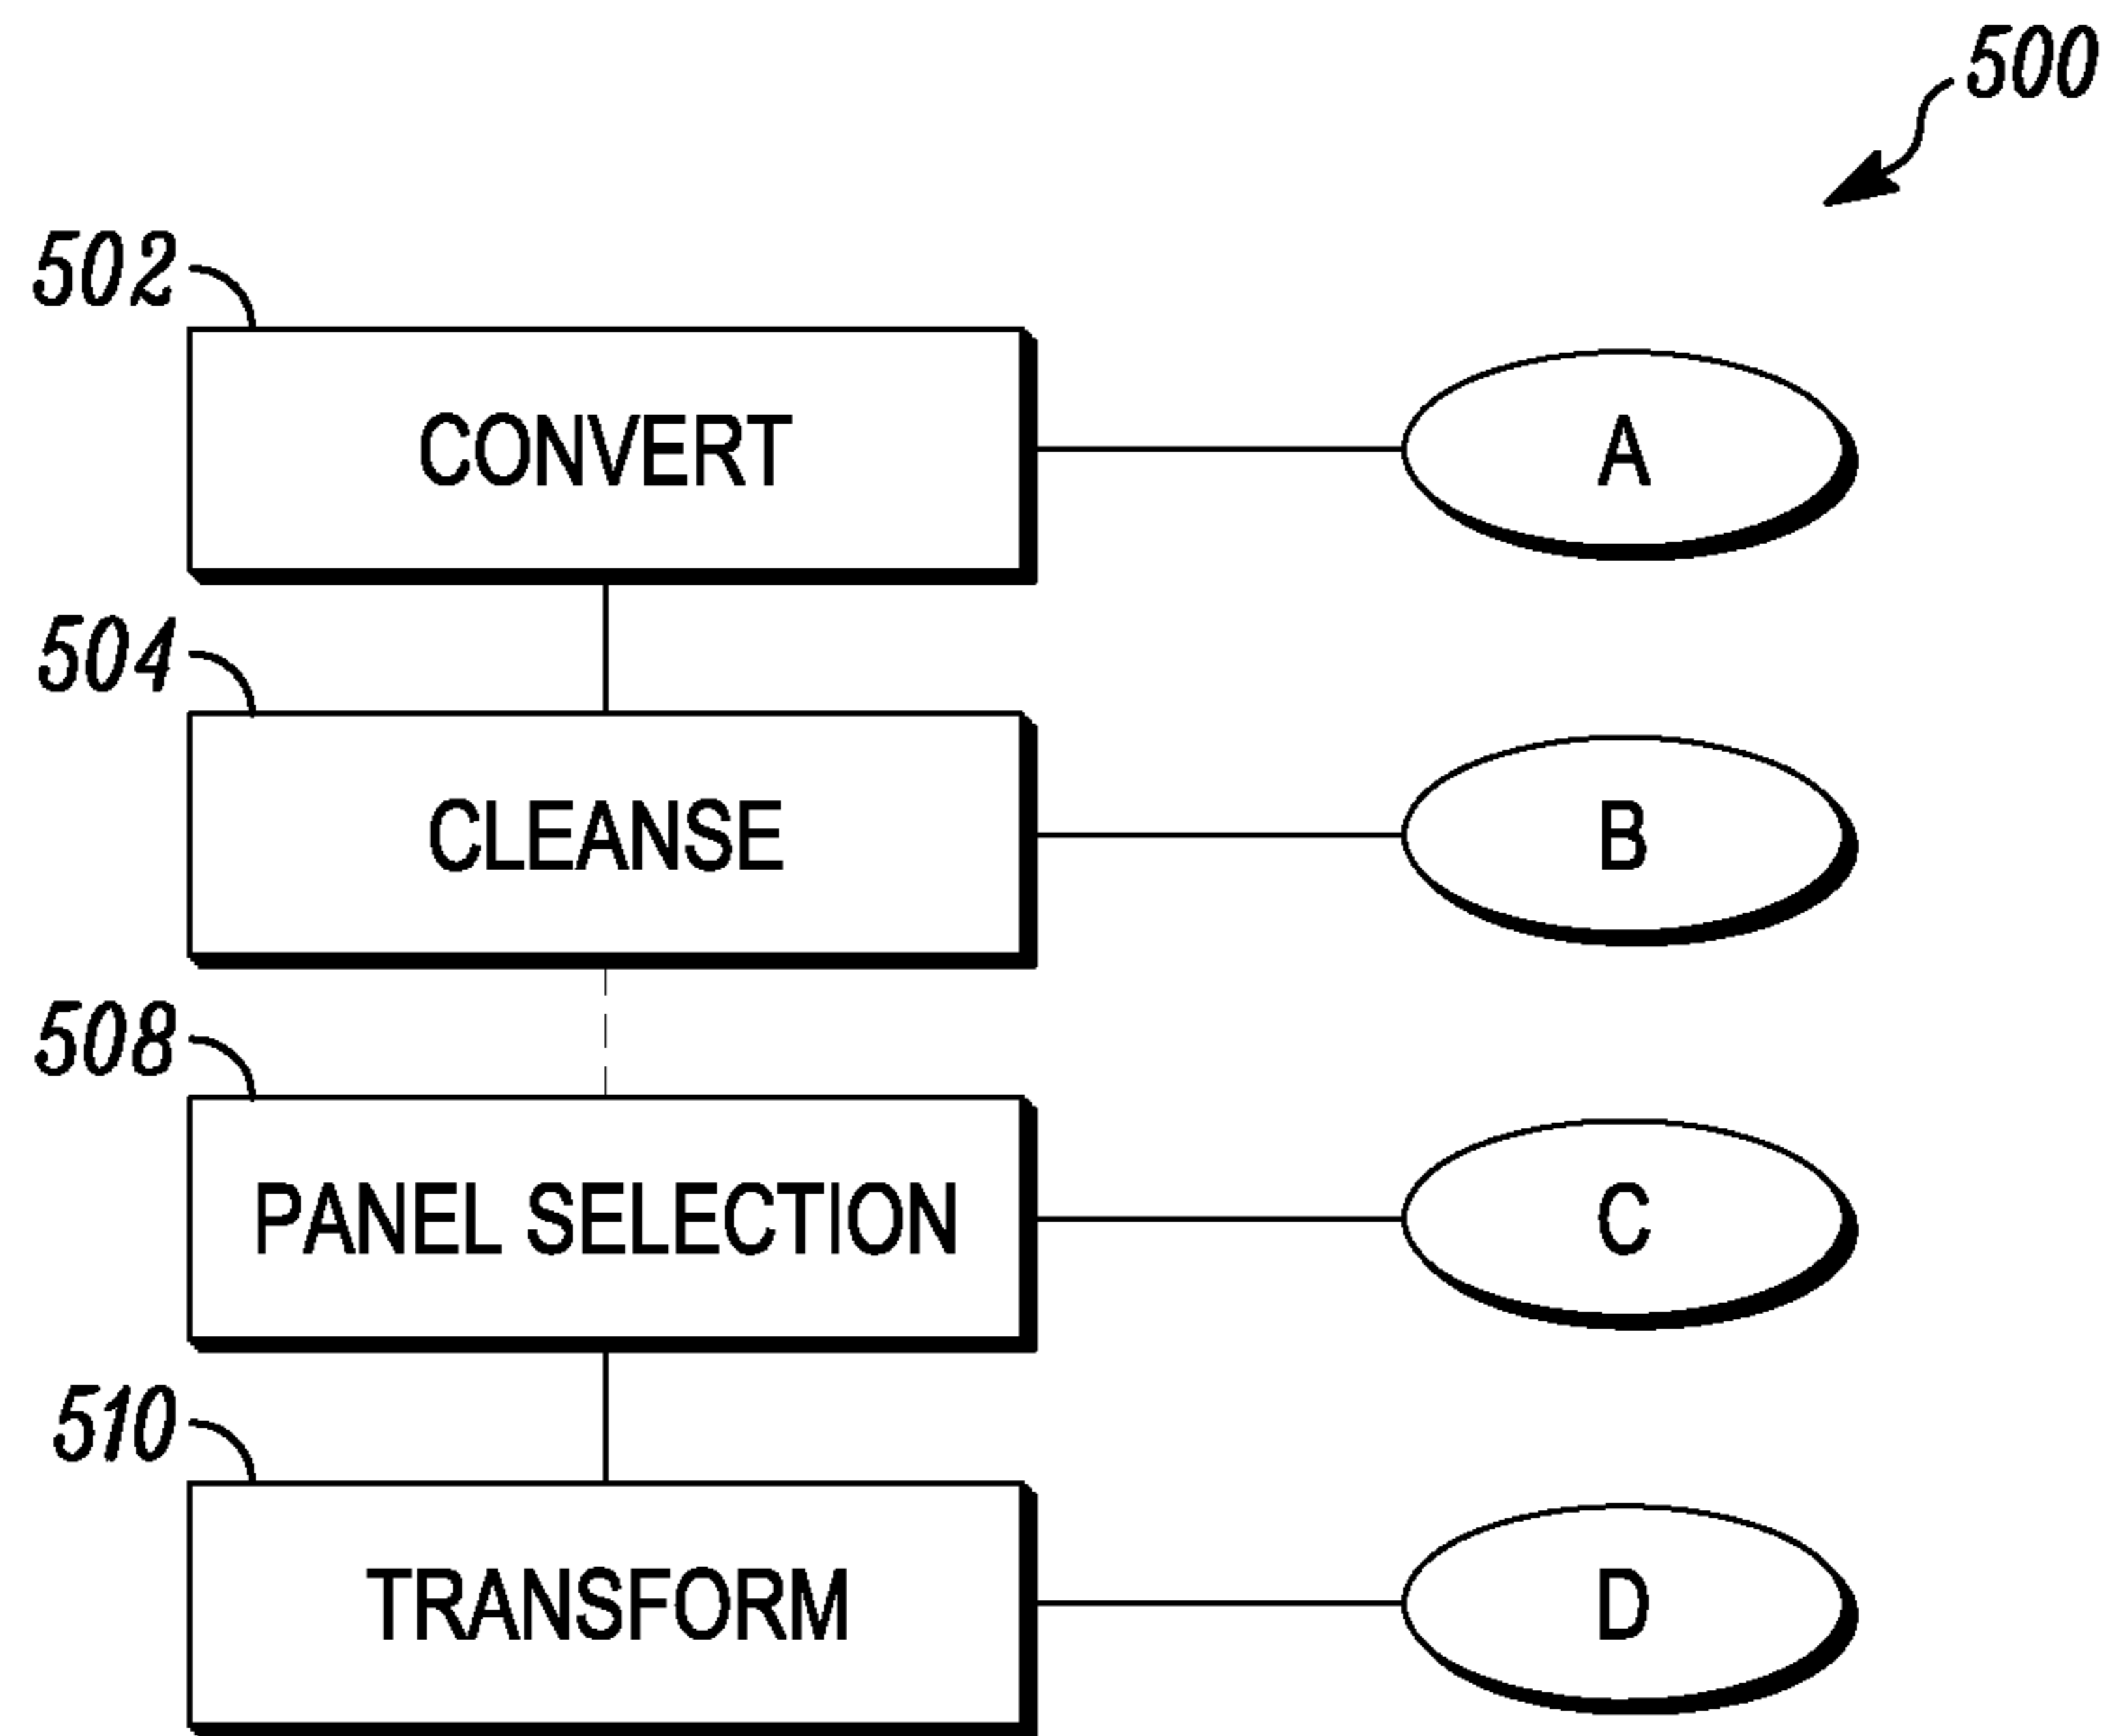 500
502
CONVERT
A
504
CLEANSE
B
508
PANEL SELECTION
C
510
TRANSFORM
D